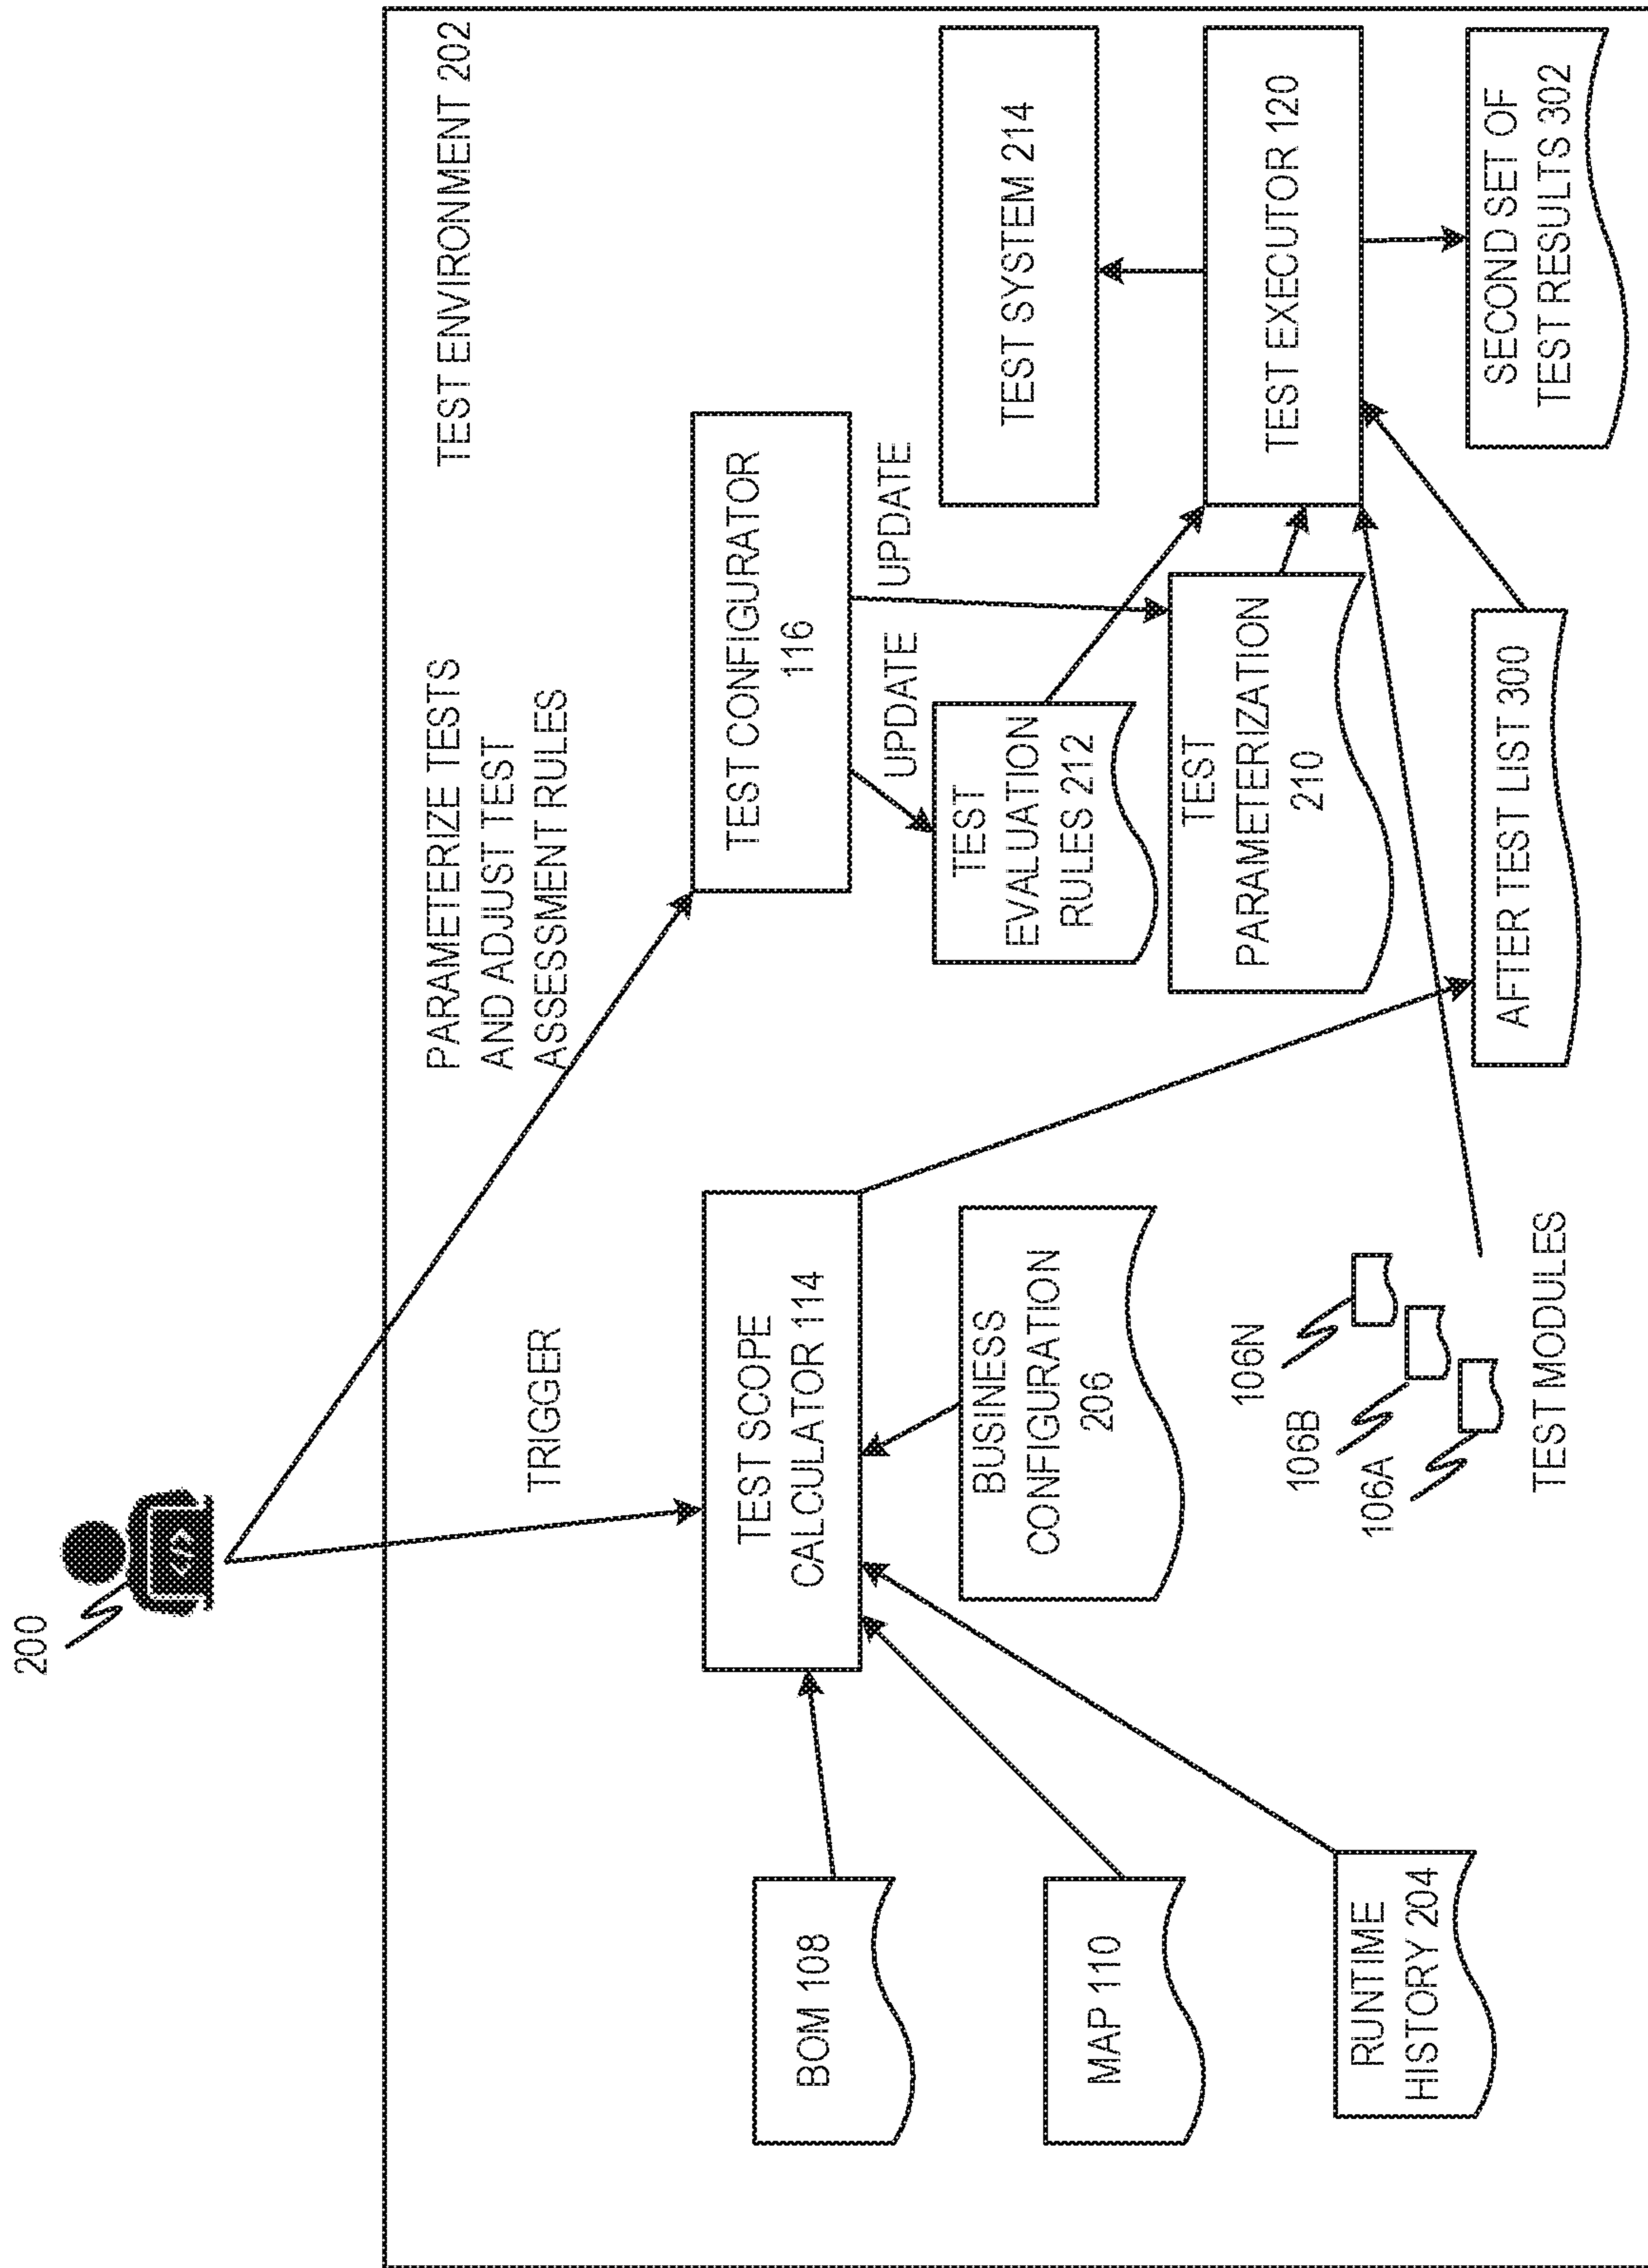 200
</>
TEST ENVIRONMENT 202
TRIGGER
PARAMETERIZE TESTS
AND ADJUST TEST
ASSESSMENT RULES
BOM 108
MAP 110
RUNTIME
HISTORY 204
TEST SCOPE
CALCULATOR 114
BUSINESS
CONFIGURATION
206
106N
106B
106A
TEST MODULES
TEST CONFIGURATOR
116
UPDATE
UPDATE
TEST
EVALUATION
RULES 212
TEST
PARAMETERIZATION
210
AFTER TEST LIST 300
TEST SYSTEM 214
TEST EXECUTOR 120
SECOND SET OF
TEST RESULTS 302